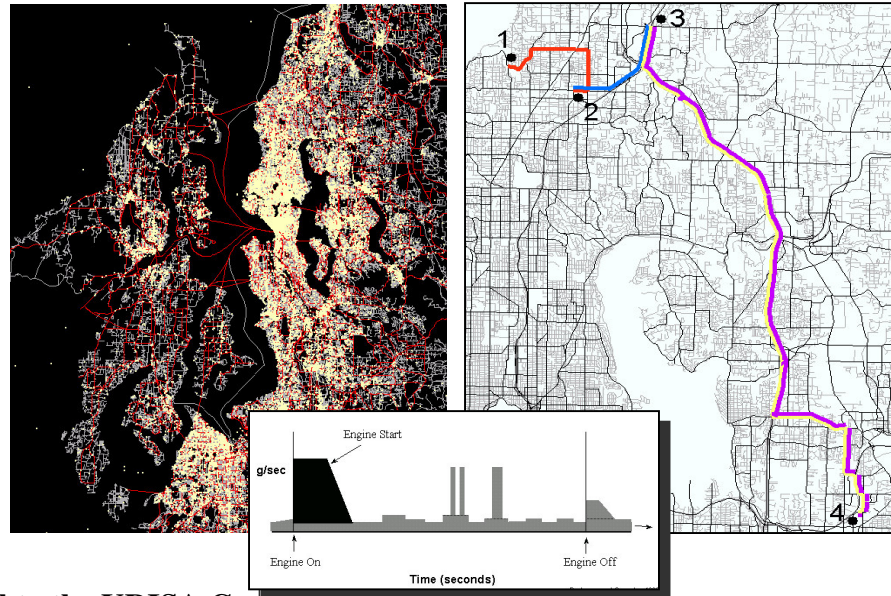 1
2
3
4
Engine Start
g/sec
Engine On
Engine Off
Time (seconds)